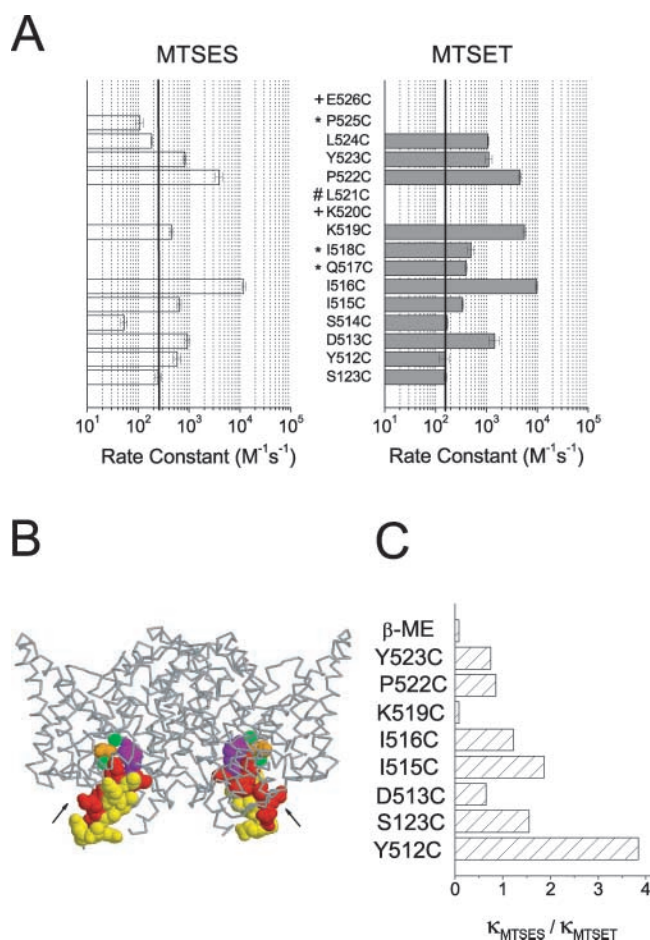 A
MTSES
MTSET
+ E526C
* P525C
L524C
Y523C
P522C
# L521C
+ K520C
K519C
* I518C
* Q517C
I516C
I515C
S514C
D513C
Y512C
S123C
10¹ 10² 10³ 10⁴ 10⁵
10¹ 10² 10³ 10⁴ 10⁵
Rate Constant (M⁻¹s⁻¹)
Rate Constant (M⁻¹s⁻¹)
B
C
β-ME
Y523C
P522C
K519C
I516C
I515C
D513C
S123C
Y512C
0 1 2 3 4
κMTSES / κMTSET